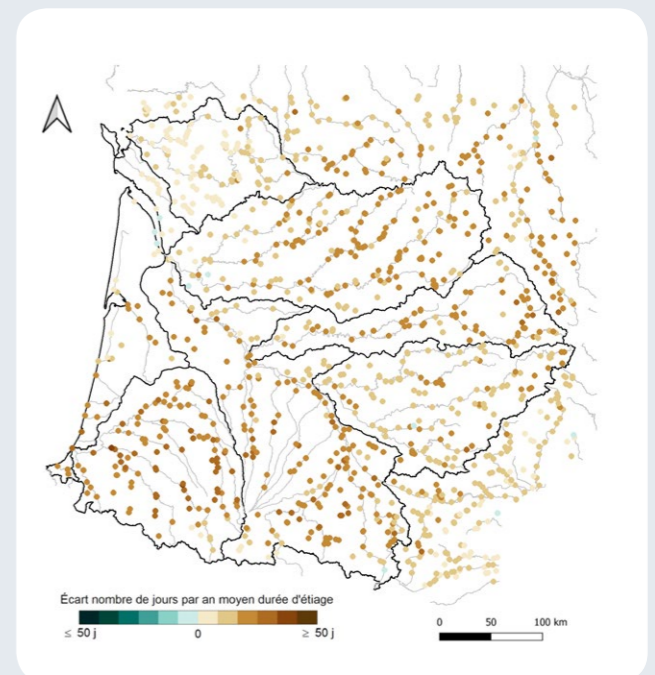 Écart nombre de jours par an moyen durée d'étiage
≤ 50 j 0 ≥ 50 j
0 50 100 km